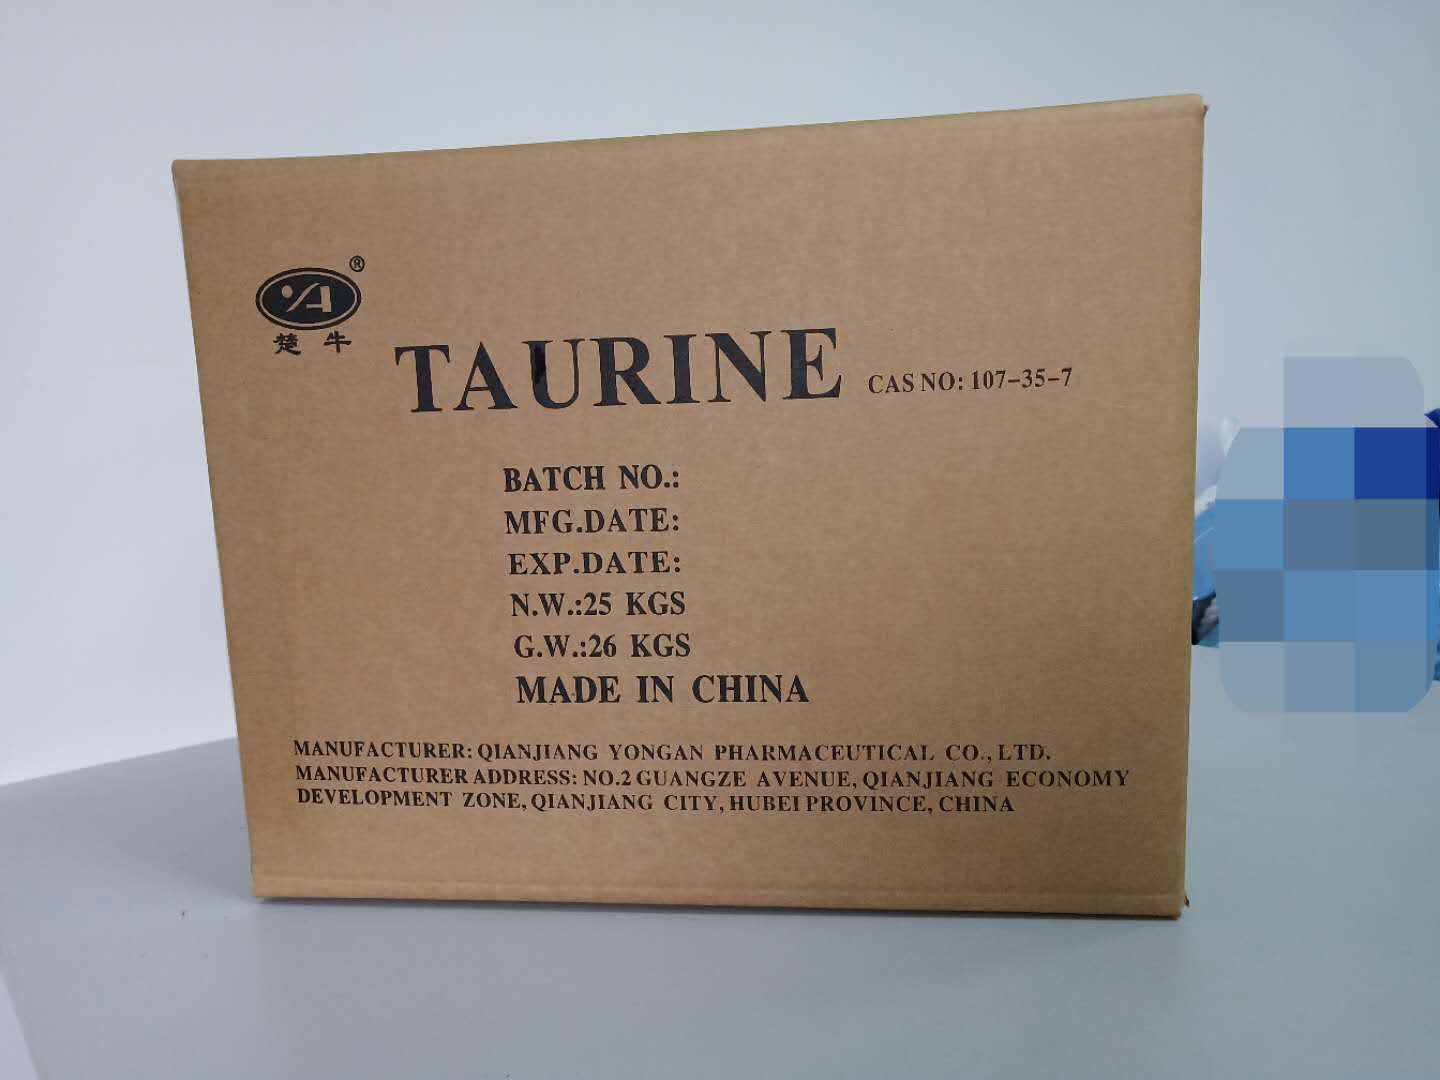 YA®
楚牛
TAURINE CAS NO: 107-35-7
BATCH NO.:
MFG.DATE:
EXP.DATE:
N.W.:25 KGS
G.W.:26 KGS
MADE IN CHINA
MANUFACTURER: QIANJIANG YONGAN PHARMACEUTICAL CO., LTD.
MANUFACTURER ADDRESS: NO.2 GUANGZE AVENUE, QIANJIANG ECONOMY
DEVELOPMENT ZONE, QIANJIANG CITY, HUBEI PROVINCE, CHINA